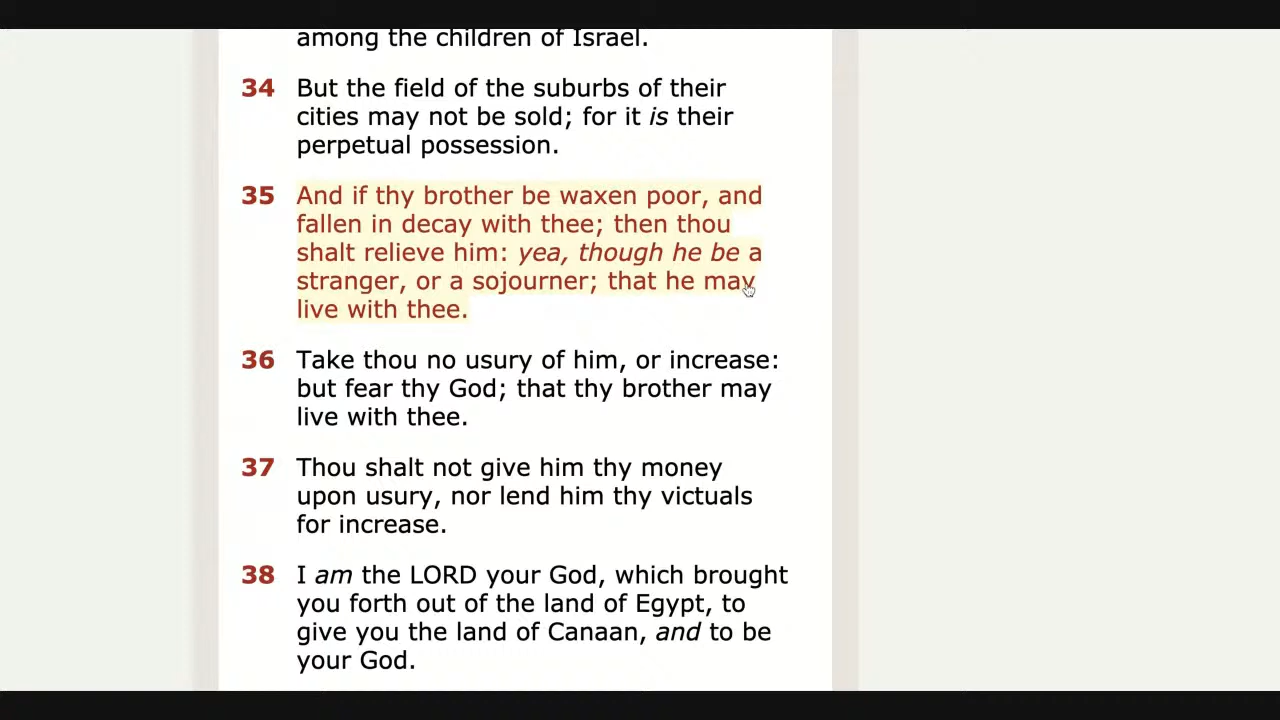 among the children of Israel.
34 But the field of the suburbs of their
cities may not be sold; for it is their
perpetual possession.
35 And if thy brother be waxen poor, and
fallen in decay with thee; then thou
shalt relieve him: yea, though he be a
stranger, or a sojourner; that he may
live with thee.
36 Take thou no usury of him, or increase:
but fear thy God; that thy brother may
live with thee.
37 Thou shalt not give him thy money
upon usury, nor lend him thy victuals
for increase.
38 I am the LORD your God, which brought
you forth out of the land of Egypt, to
give you the land of Canaan, and to be
your God.